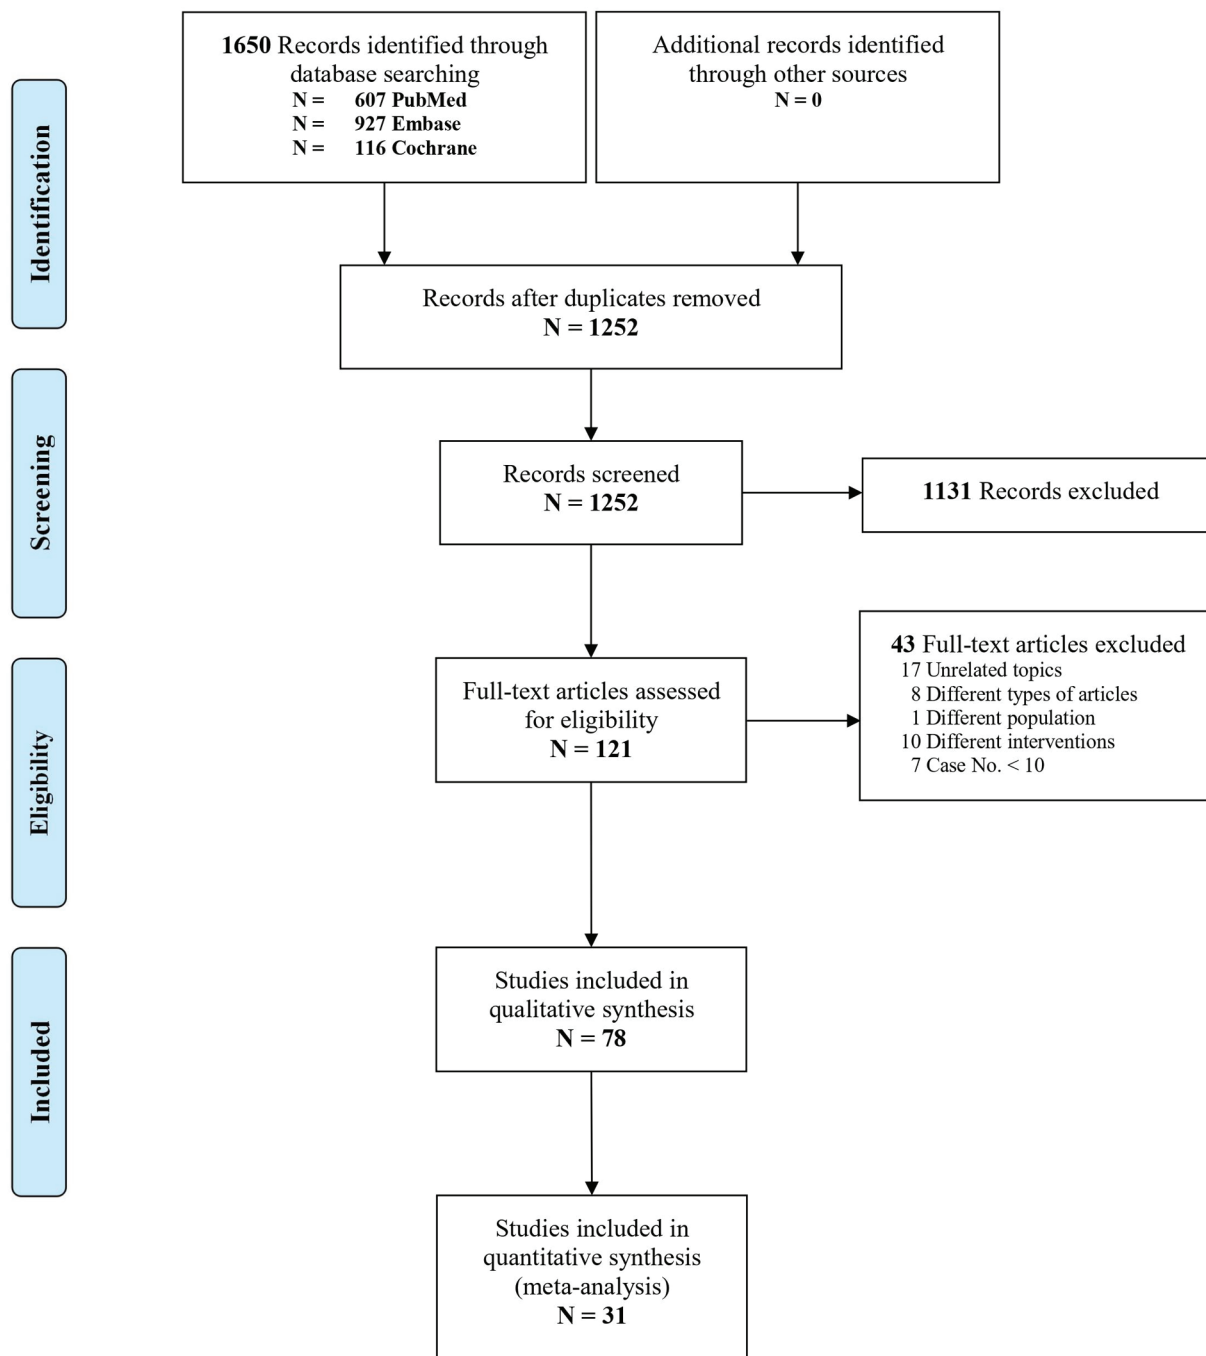 1650 Records identified through
database searching
N = 607 PubMed
N = 927 Embase
N = 116 Cochrane
Additional records identified
through other sources
N = 0
Identification
Records after duplicates removed
N = 1252
Screening
Records screened
N = 1252
1131 Records excluded
Eligibility
Full-text articles assessed
for eligibility
N = 121
43 Full-text articles excluded
17 Unrelated topics
8 Different types of articles
1 Different population
10 Different interventions
7 Case No. < 10
Included
Studies included in
qualitative synthesis
N = 78
Studies included in
quantitative synthesis
(meta-analysis)
N = 31